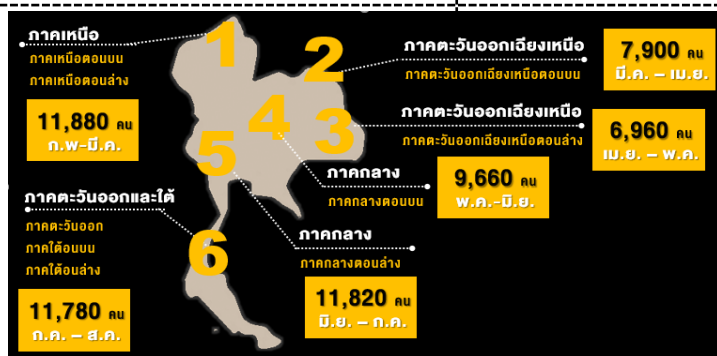 1
ภาคเหนือ
ภาคเหนือตอนบน
ภาคเหนือตอนล่าง
11,880 คน
ก.พ-มี.ค.
2
ภาคตะวันออกเฉียงเหนือ
ภาคตะวันออกเฉียงเหนือตอนบน
7,900 คน
มี.ค. – เม.ย.
3
ภาคตะวันออกเฉียงเหนือ
ภาคตะวันออกเฉียงเหนือตอนล่าง
6,960 คน
เม.ย. – พ.ค.
4
ภาคกลาง
ภาคกลางตอนบน
9,660 คน
พ.ค.-มิ.ย.
5
ภาคกลาง
ภาคกลางตอนล่าง
11,820 คน
มิ.ย. – ก.ค.
6
ภาคตะวันออกและใต้
ภาคตะวันออก
ภาคใต้อนบน
ภาคใต้อนล่าง
11,780 คน
ก.ค. – ส.ค.